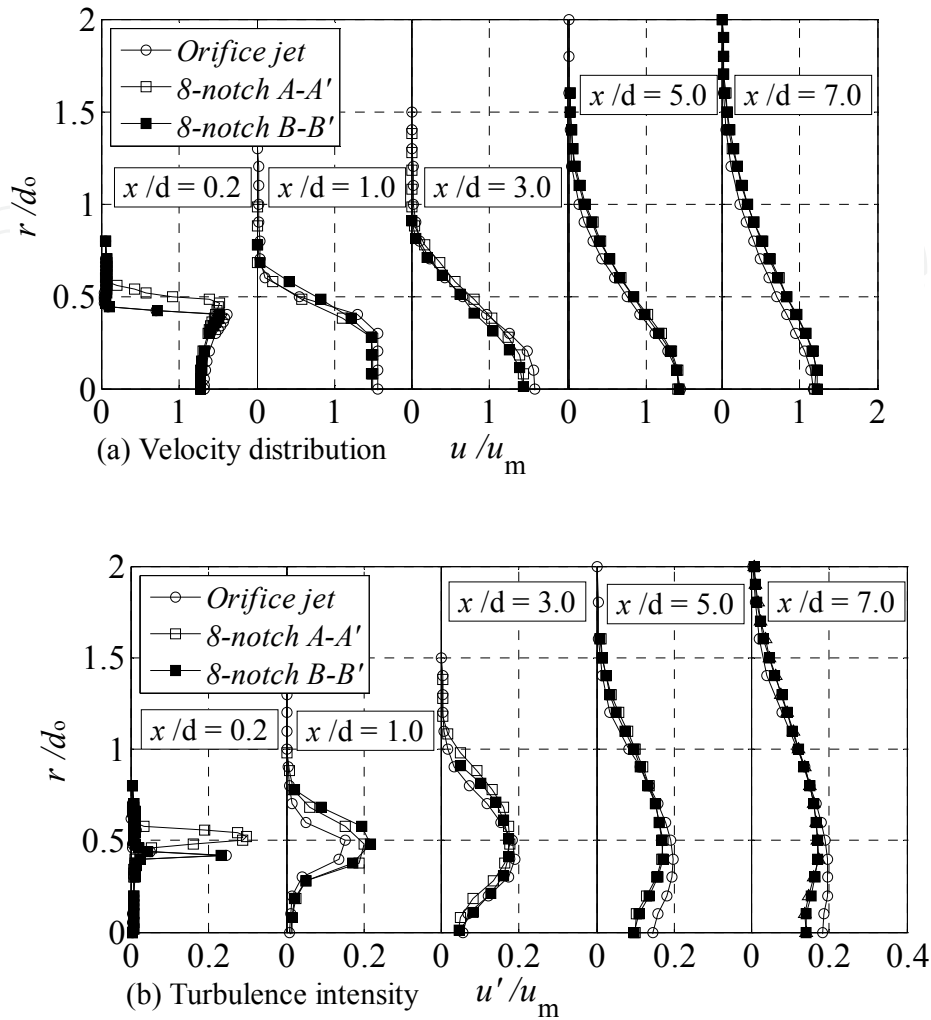 2
Orifice jet
8-notch A-A'
8-notch B-B'
x/d = 5.0
x/d = 7.0
1.5
x/d = 0.2
x/d = 1.0
x/d = 3.0
r/dₒ
1
0.5
0
0 1 0 1 0 1 0 1 0 1 2
(a) Velocity distribution
u/uₘ
2
Orifice jet
8-notch A-A'
8-notch B-B'
x/d = 3.0
x/d = 5.0
x/d = 7.0
1.5
x/d = 0.2
x/d = 1.0
r/dₒ
1
0.5
0
0 0.2 0 0.2 0 0.2 0 0.2 0 0.2 0.4
(b) Turbulence intensity
u'/uₘ